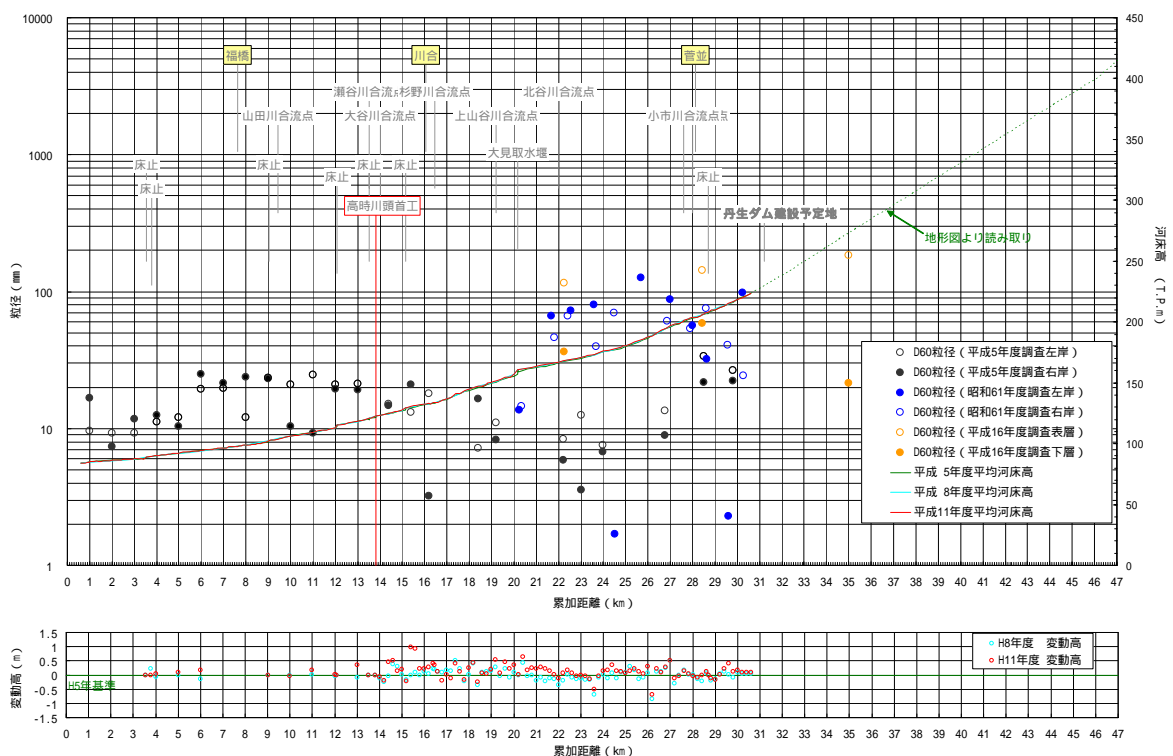 10000
1000
100
10
1
粒径(mm)
450
400
350
300
250
200
150
100
50
0
河床高 (T.P.m)
福橋
川合
菅並
瀬谷川合流点
杉野川合流点
北谷川合流点
山田川合流点
大谷川合流点
上山谷川合流点
小市川合流点
大見取水堰
床止
床止
床止
床止
床止
床止
床止
高時川頭首工
丹生ダム建設予定地
地形図より読み取り
D60粒径(平成5年度調査左岸)
D60粒径(平成5年度調査右岸)
D60粒径(昭和61年度調査左岸)
D60粒径(昭和61年度調査右岸)
D60粒径(平成16年度調査表層)
D60粒径(平成16年度調査下層)
平成 5年度平均河床高
平成 8年度平均河床高
平成11年度平均河床高
0 1 2 3 4 5 6 7 8 9 10 11 12 13 14 15 16 17 18 19 20 21 22 23 24 25 26 27 28 29 30 31 32 33 34 35 36 37 38 39 40 41 42 43 44 45 46 47
累加距離(km)
1.5
1
0.5
0
-0.5
-1
-1.5
変動高(m)
H5年基準
H8年度 変動高
H11年度 変動高
0 1 2 3 4 5 6 7 8 9 10 11 12 13 14 15 16 17 18 19 20 21 22 23 24 25 26 27 28 29 30 31 32 33 34 35 36 37 38 39 40 41 42 43 44 45 46 47
累加距離(km)